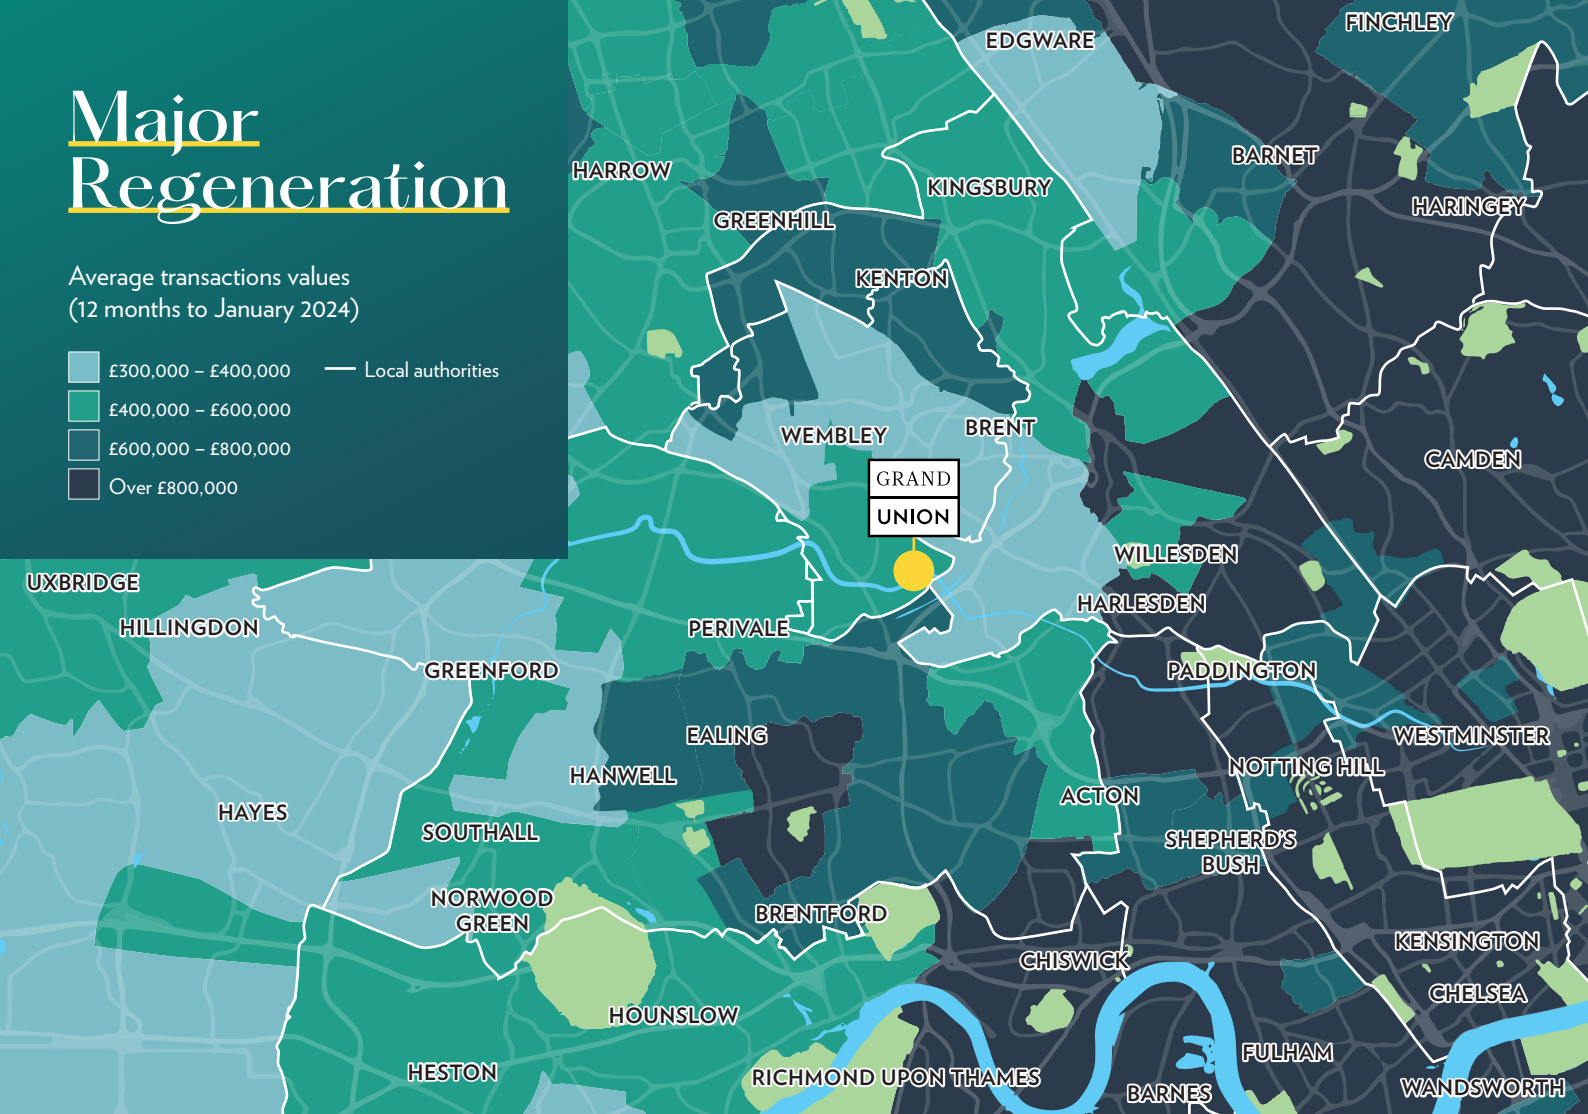 Major
Regeneration
Average transactions values
(12 months to January 2024)
£300,000 – £400,000
Local authorities
£400,000 – £600,000
£600,000 – £800,000
Over £800,000
FINCHLEY
EDGWARE
BARNET
HARROW
KINGSBURY
HARINGEY
GREENHILL
KENTON
WEMBLEY
BRENT
CAMDEN
GRAND
UNION
WILLESDEN
UXBRIDGE
HARLESDEN
HILLINGDON
PERIVALE
GREENFORD
PADDINGTON
EALING
WESTMINSTER
HANWELL
NOTTING HILL
ACTON
HAYES
SOUTHALL
SHEPHERD'S
BUSH
NORWOOD
GREEN
BRENTFORD
KENSINGTON
CHISWICK
CHELSEA
HOUNSLOW
FULHAM
HESTON
RICHMOND UPON THAMES
BARNES
WANDSWORTH